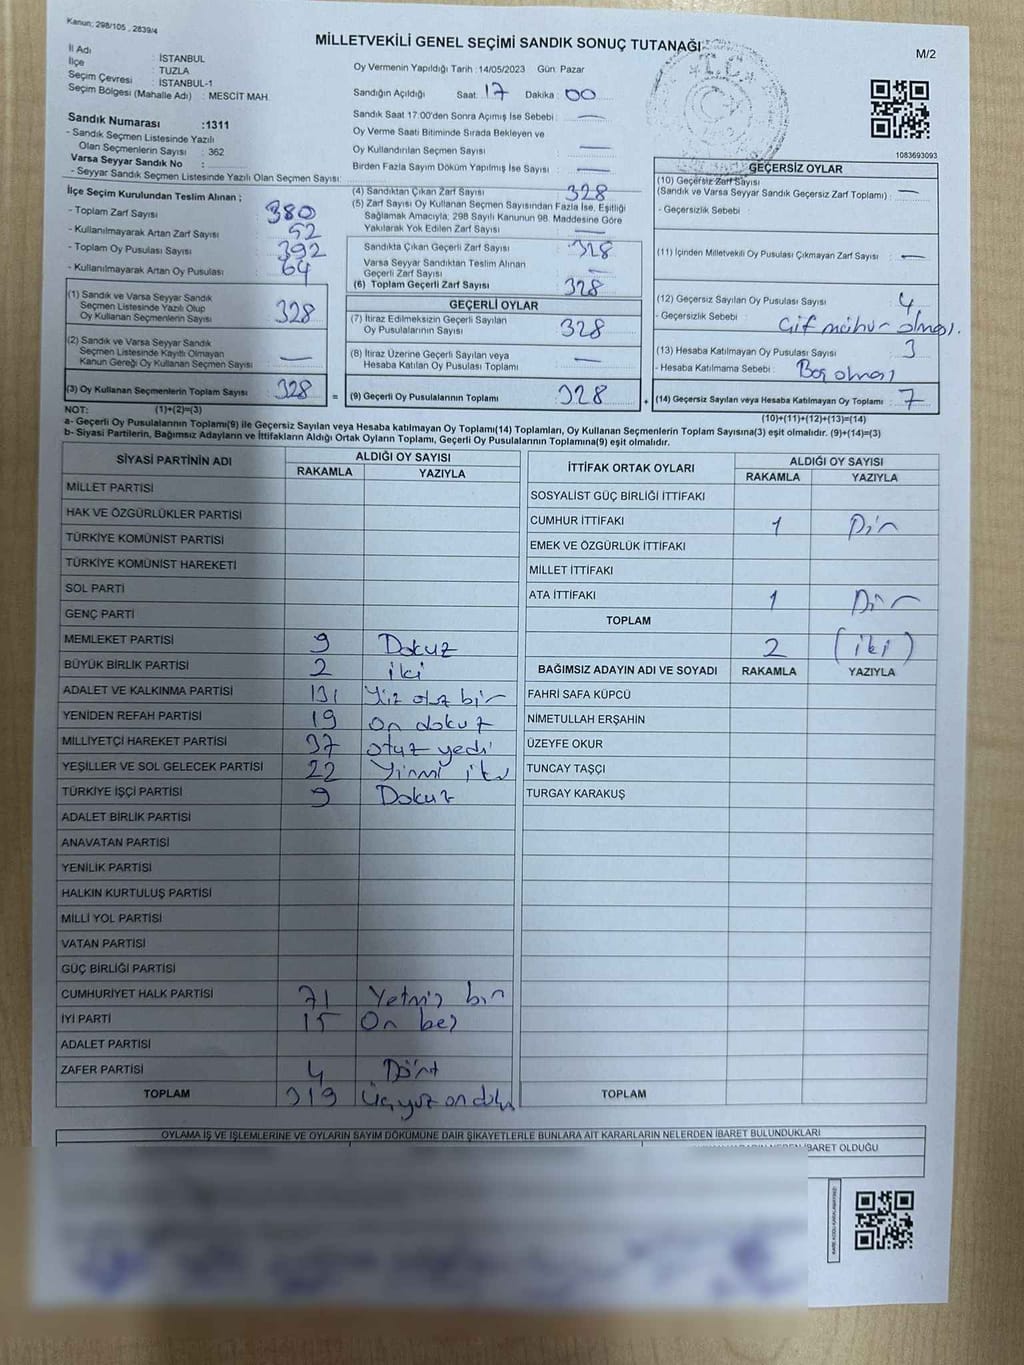 Kanun: 298/105 , 2839/4
MİLLETVEKİLİ GENEL SEÇİMİ SANDIK SONUÇ TUTANAĞI
M/2
İl Adı : İSTANBUL
İlçe : TUZLA
Seçim Çevresi : İSTANBUL-1
Seçim Bölgesi (Mahalle Adı) : MESCİT MAH.
Oy Vermenin Yapıldığı Tarih : 14/05/2023 Gün: Pazar
Sandığın Açıldığı Saat: 17 Dakika : 00
Sandık Saat 17:00'den Sonra Açımış İse Sebebi : —
Oy Verme Saati Bitiminde Sırada Bekleyen ve
Oy Kullandırılan Seçmen Sayısı : —
Birden Fazla Sayım Döküm Yapılmış İse Sayısı : —
T.C.
1083693093
Sandık Numarası :1311
- Sandık Seçmen Listesinde Yazılı
Olan Seçmenlerin Sayısı : 362
Varsa Seyyar Sandık No :
- Seyyar Sandık Seçmen Listesinde Yazılı Olan Seçmen Sayısı:
İlçe Seçim Kurulundan Teslim Alınan ;
- Toplam Zarf Sayısı : 380
- Kullanılmayarak Artan Zarf Sayısı : 52
- Toplam Oy Pusulası Sayısı : 392
- Kullanılmayarak Artan Oy Pusulası : 64
(1) Sandık ve Varsa Seyyar Sandık
Seçmen Listesinde Yazılı Olup
Oy Kullanan Seçmenlerin Sayısı : 328
(2) Sandık ve Varsa Seyyar Sandık
Seçmen Listesinde Kayıtlı Olmayan
Kanun Gereği Oy Kullanan Seçmen Sayısı : —
(3) Oy Kullanan Seçmenlerin Toplam Sayısı : 328
(4) Sandıktan Çıkan Zarf Sayısı : 328
(5) Zarf Sayısı Oy Kullanan Seçmen Sayısından Fazla İse, Eşitliği
Sağlamak Amacıyla; 298 Sayılı Kanunun 98. Maddesine Göre
Yakılarak Yok Edilen Zarf Sayısı : —
Sandıkta Çıkan Geçerli Zarf Sayısı : 328
Varsa Seyyar Sandıktan Teslim Alınan
Geçerli Zarf Sayısı : —
(6) Toplam Geçerli Zarf Sayısı : 328
GEÇERLİ OYLAR
(7) İtiraz Edilmeksizin Geçerli Sayılan
Oy Pusulalarının Sayısı : 328
(8) İtiraz Üzerine Geçerli Sayılan veya
Hesaba Katılan Oy Pusulası Toplamı : —
= (9) Geçerli Oy Pusulalarının Toplamı : 328
GEÇERSİZ OYLAR
(10) Geçersiz Zarf Sayısı
(Sandık ve Varsa Seyyar Sandık Geçersiz Zarf Toplamı) : —
- Geçersizlik Sebebi :
(11) İçinden Milletvekili Oy Pusulası Çıkmayan Zarf Sayısı : —
(12) Geçersiz Sayılan Oy Pusulası Sayısı : 4
- Geçersizlik Sebebi : Çift mühür olması.
(13) Hesaba Katılmayan Oy Pusulası Sayısı : 3
- Hesaba Katılmama Sebebi : Boş olması
+ (14) Geçersiz Sayılan veya Hesaba Katılmayan Oy Toplamı : 7
NOT: (1)+(2)=(3)
(10)+(11)+(12)+(13)=(14)
a- Geçerli Oy Pusulalarının Toplamı(9) ile Geçersiz Sayılan veya Hesaba katılmayan Oy Toplamı(14) Toplamları, Oy Kullanan Seçmenlerin Toplam Sayısına(3) eşit olmalıdır. (9)+(14)=(3)
b- Siyasi Partilerin, Bağımsız Adayların ve İttifakların Aldığı Ortak Oyların Toplamı, Geçerli Oy Pusulalarının Toplamına(9) eşit olmalıdır.
SİYASİ PARTİNİN ADI ALDIĞI OY SAYISI
RAKAMLA YAZIYLA
MİLLET PARTİSİ
HAK VE ÖZGÜRLÜKLER PARTİSİ
TÜRKİYE KOMÜNİST PARTİSİ
TÜRKİYE KOMÜNİST HAREKETİ
SOL PARTİ
GENÇ PARTİ
MEMLEKET PARTİSİ 9 Dokuz
BÜYÜK BİRLİK PARTİSİ 2 iki
ADALET VE KALKINMA PARTİSİ 131 Yüz otuz bir
YENİDEN REFAH PARTİSİ 19 On dokuz
MİLLİYETÇİ HAREKET PARTİSİ 37 otuz yedi
YEŞİLLER VE SOL GELECEK PARTİSİ 22 Yirmi iki
TÜRKİYE İŞÇİ PARTİSİ 9 Dokuz
ADALET BİRLİK PARTİSİ
ANAVATAN PARTİSİ
YENİLİK PARTİSİ
HALKIN KURTULUŞ PARTİSİ
MİLLİ YOL PARTİSİ
VATAN PARTİSİ
GÜÇ BİRLİĞİ PARTİSİ
CUMHURİYET HALK PARTİSİ 71 Yetmiş bir
İYİ PARTİ 15 On beş
ADALET PARTİSİ
ZAFER PARTİSİ 4 Dört
TOPLAM 319 Üçyüz on dokuz
İTTİFAK ORTAK OYLARI ALDIĞI OY SAYISI
RAKAMLA YAZIYLA
SOSYALİST GÜÇ BİRLİĞİ İTTİFAKI
CUMHUR İTTİFAKI 1 Bir
EMEK VE ÖZGÜRLÜK İTTİFAKI
MİLLET İTTİFAKI
ATA İTTİFAKI 1 Bir
TOPLAM
2 (iki)
BAĞIMSIZ ADAYIN ADI VE SOYADI RAKAMLA YAZIYLA
FAHRİ SAFA KÜPCÜ
NİMETULLAH ERŞAHİN
ÜZEYFE OKUR
TUNCAY TAŞÇI
TURGAY KARAKUŞ
TOPLAM
OYLAMA İŞ VE İŞLEMLERİNE VE OYLARIN SAYIM DÖKÜMÜNE DAİR ŞİKAYETLERLE BUNLARA AİT KARARLARIN NELERDEN İBARET BULUNDUKLARI
İBARET OLDUĞU